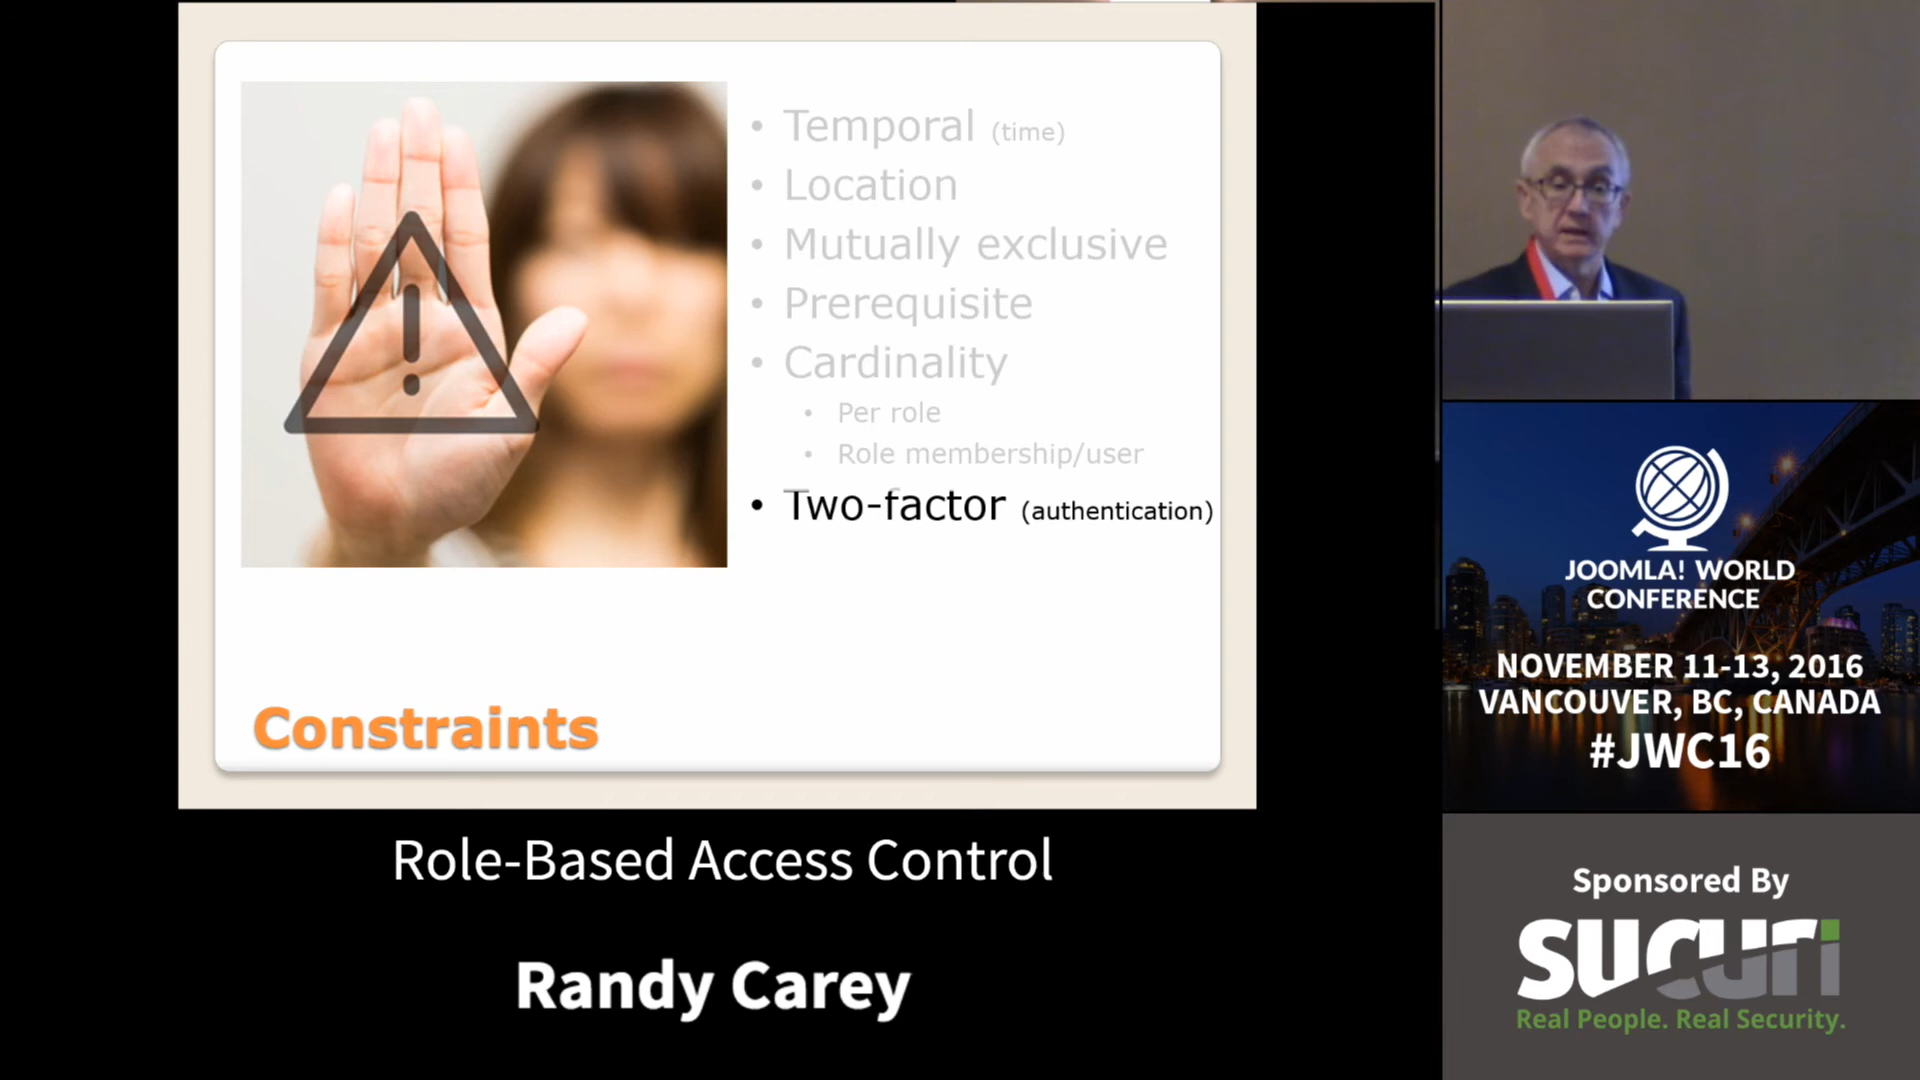 • Temporal (time)
• Location
• Mutually exclusive
• Prerequisite
• Cardinality
• Per role
• Role membership/user
• Two-factor (authentication)
Constraints
Role-Based Access Control
Randy Carey
JOOMLA! WORLD
CONFERENCE
NOVEMBER 11-13, 2016
VANCOUVER, BC, CANADA
#JWC16
Sponsored By
SUCURI
Real People. Real Security.